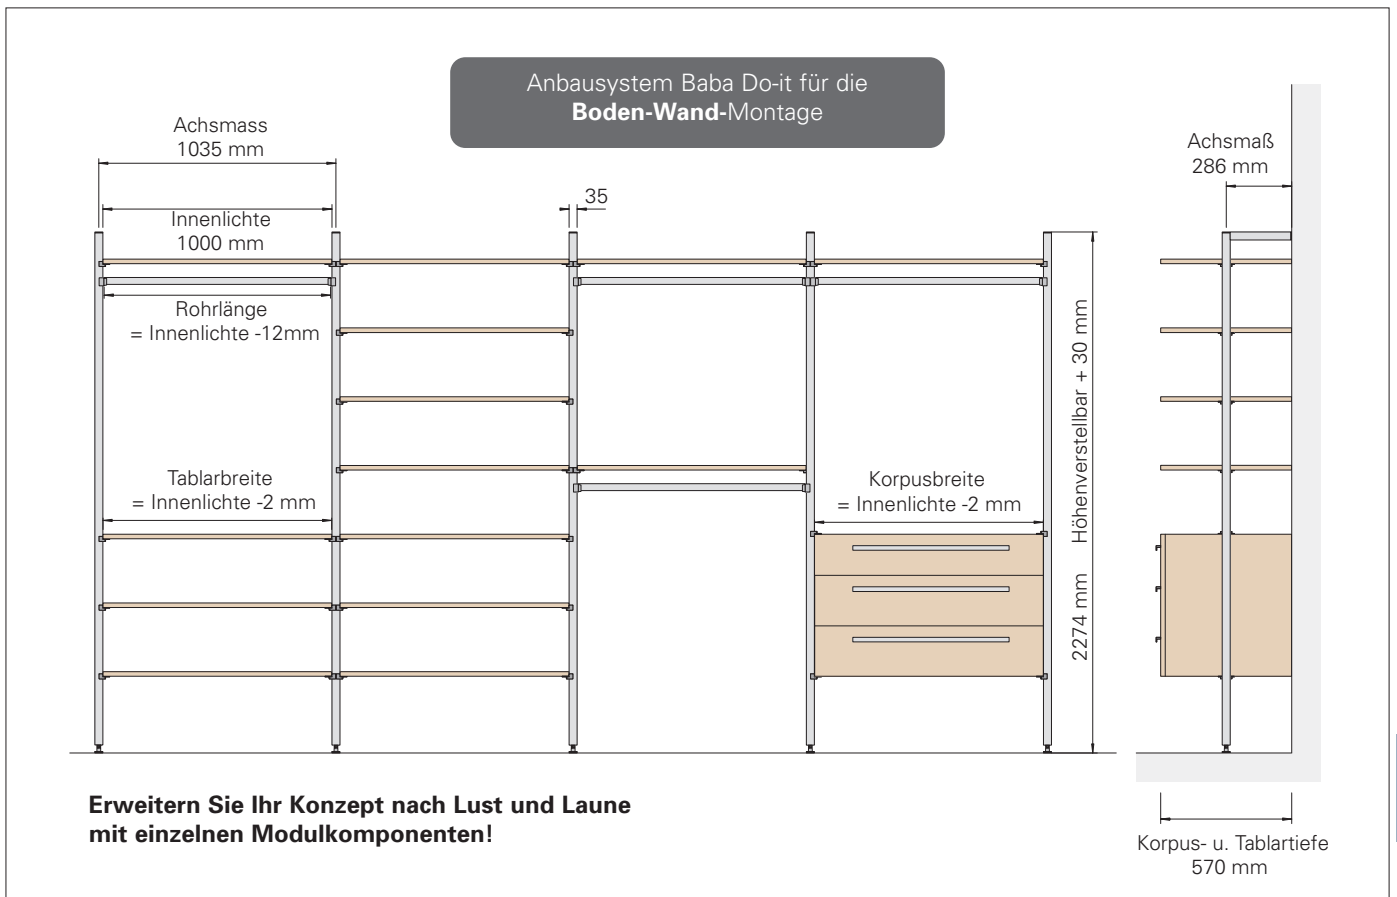 Anbausystem Baba Do-it für die
Boden-Wand-Montage
Achsmass
1035 mm
Innenlichte
1000 mm
35
Rohrlänge
= Innenlichte -12mm
Tablarbreite
= Innenlichte -2 mm
Korpusbreite
= Innenlichte -2 mm
2274 mm Höhenverstellbar + 30 mm
Achsmaß
286 mm
Erweitern Sie Ihr Konzept nach Lust und Laune
mit einzelnen Modulkomponenten!
Korpus- u. Tablartiefe
570 mm